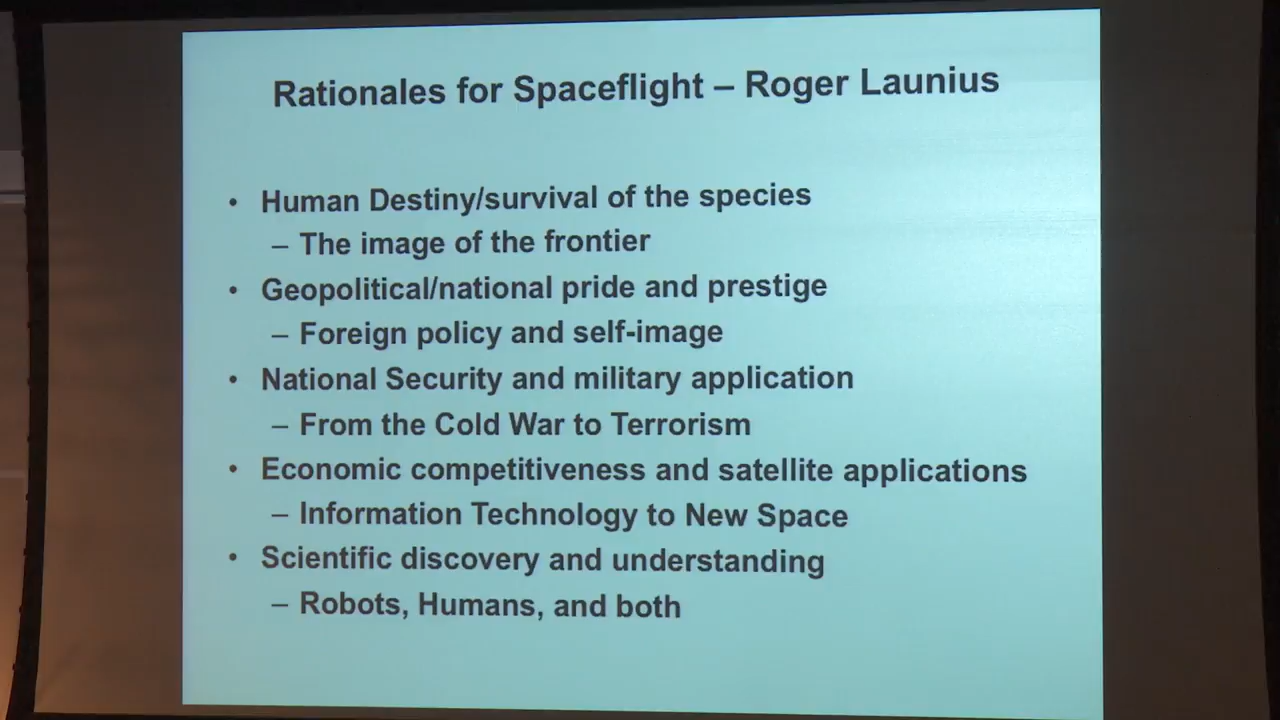 Rationales for Spaceflight – Roger Launius
• Human Destiny/survival of the species
– The image of the frontier
• Geopolitical/national pride and prestige
– Foreign policy and self-image
• National Security and military application
– From the Cold War to Terrorism
• Economic competitiveness and satellite applications
– Information Technology to New Space
• Scientific discovery and understanding
– Robots, Humans, and both